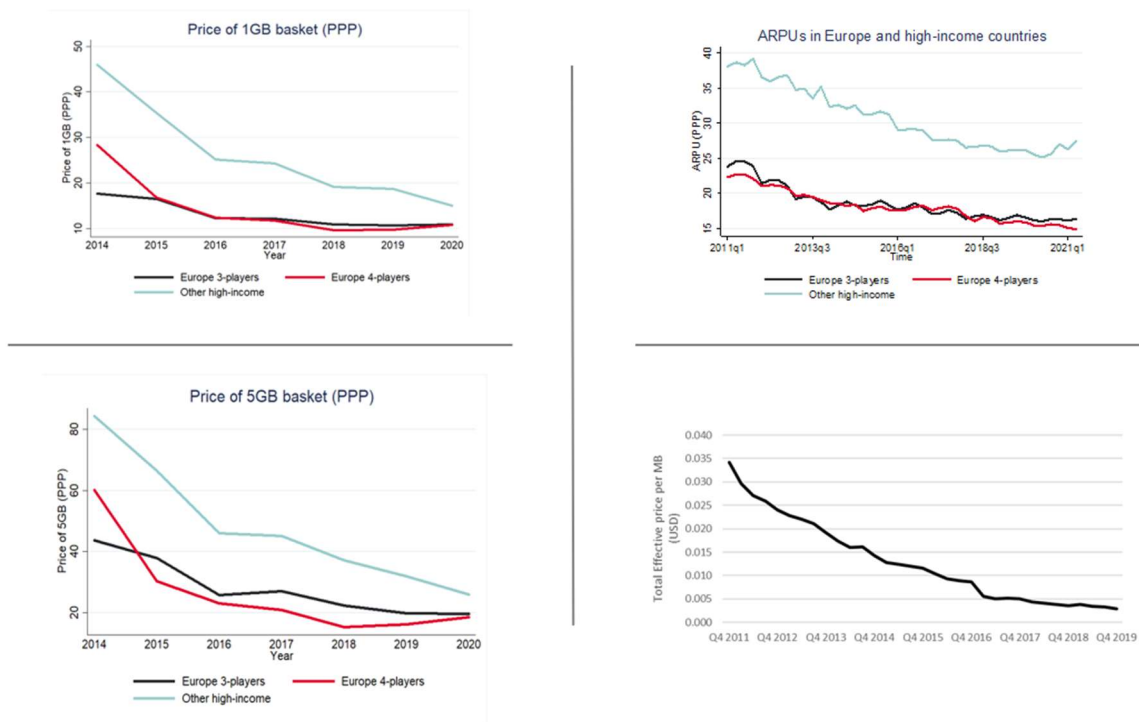 Price of 1GB basket (PPP)
Price of 1GB (PPP)
50
40
30
20
10
2014 2015 2016 2017 2018 2019 2020
Year
Europe 3-players Europe 4-players
Other high-income
ARPUs in Europe and high-income countries
ARPU (PPP)
40
35
30
25
20
15
2011q1 2013q3 2016q1 2018q3 2021q1
Time
Europe 3-players Europe 4-players
Other high-income
Price of 5GB basket (PPP)
Price of 5GB (PPP)
80
60
40
20
2014 2015 2016 2017 2018 2019 2020
Year
Europe 3-players Europe 4-players
Other high-income
Total Effective price per MB
(USD)
0.040
0.035
0.030
0.025
0.020
0.015
0.010
0.005
0.000
Q4 2011 Q4 2012 Q4 2013 Q4 2014 Q4 2015 Q4 2016 Q4 2017 Q4 2018 Q4 2019